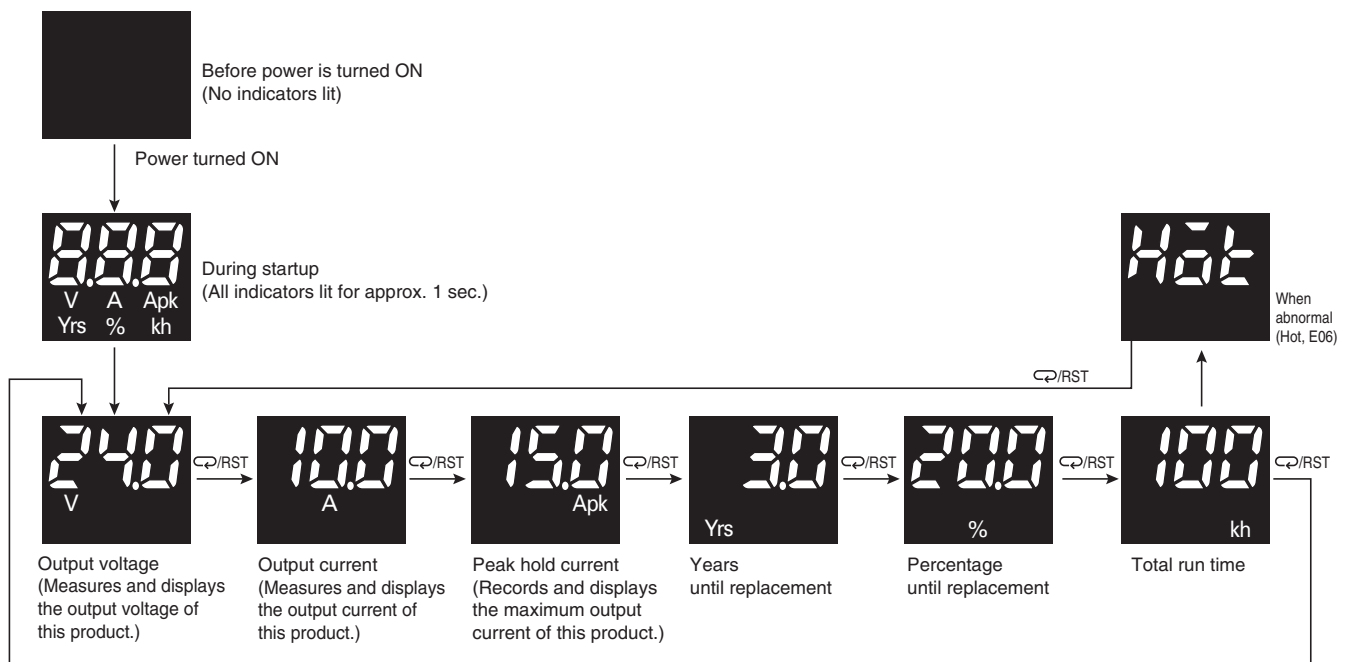 Before power is turned ON
(No indicators lit)
Power turned ON
8.8.8
V A Apk
Yrs % kh
During startup
(All indicators lit for approx. 1 sec.)
Hot
When
abnormal
(Hot, E06)
/RST
24.0
V
/RST
10.0
A
/RST
15.0
Apk
/RST
3.0
Yrs
/RST
20.0
%
/RST
100
kh
/RST
Output voltage
(Measures and displays
the output voltage of
this product.)
Output current
(Measures and displays
the output current of
this product.)
Peak hold current
(Records and displays
the maximum output
current of this product.)
Years
until replacement
Percentage
until replacement
Total run time